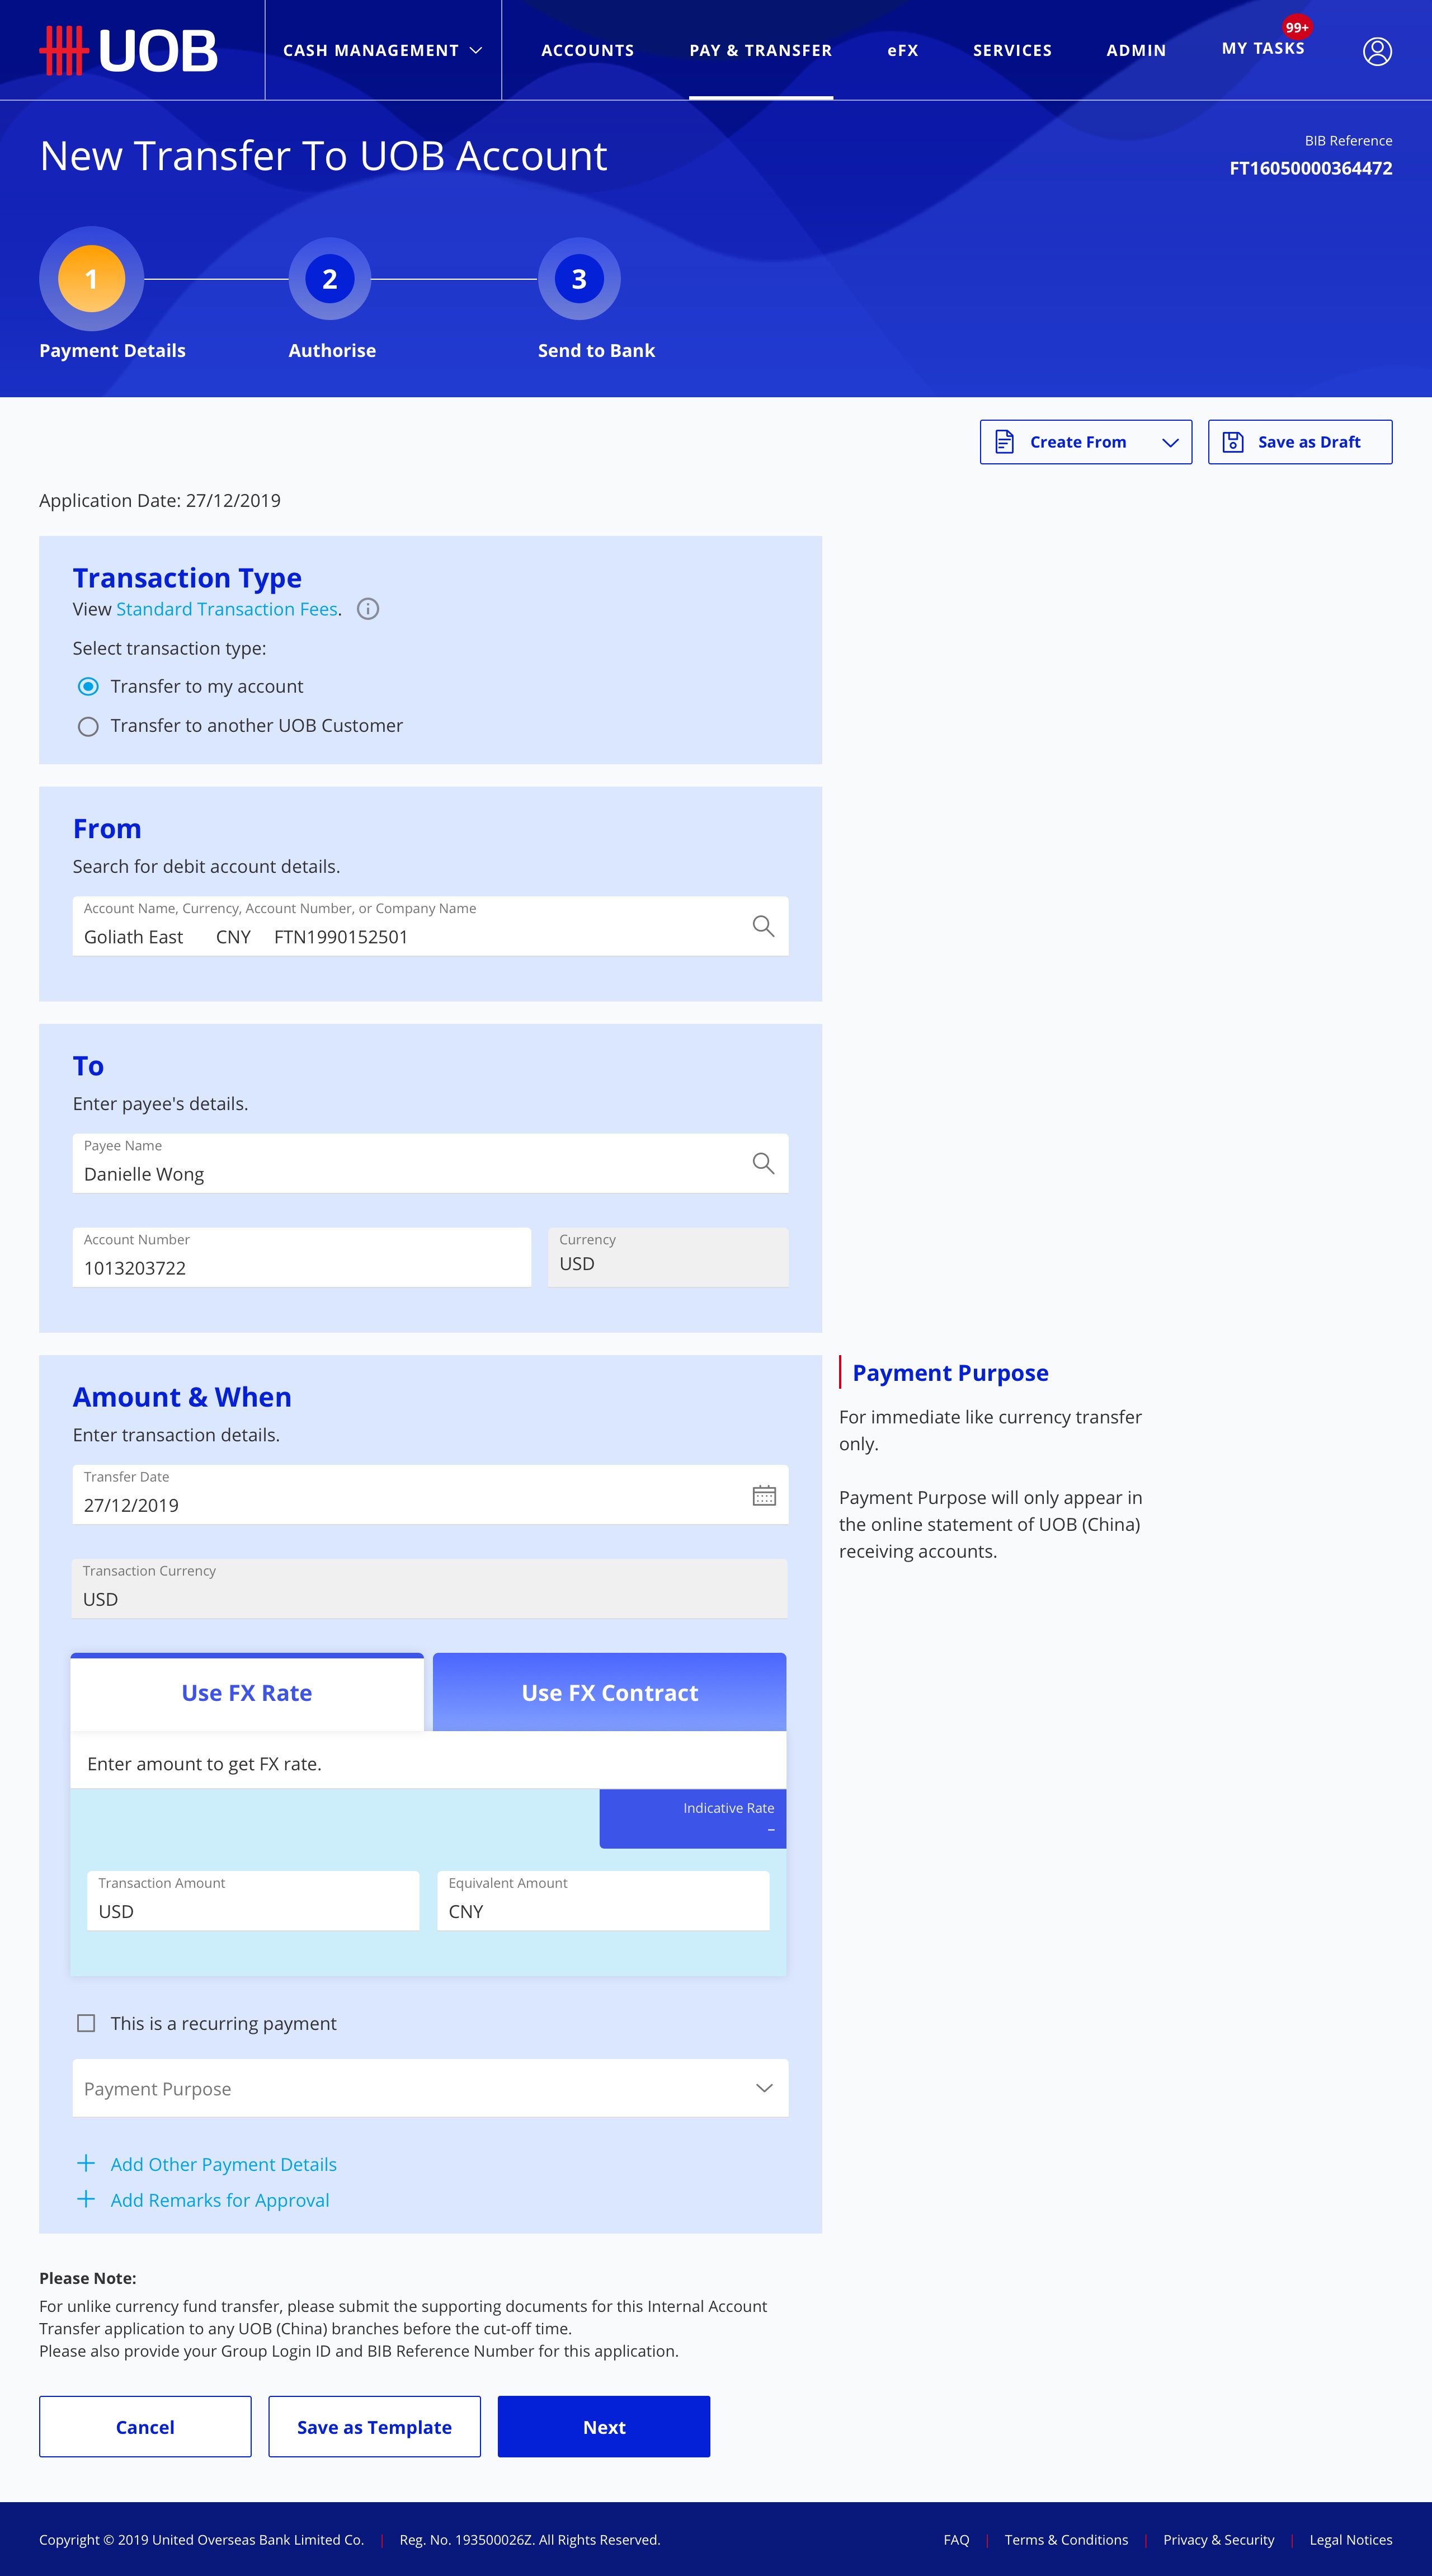 UOB
CASH MANAGEMENT
ACCOUNTS
PAY & TRANSFER
eFX
SERVICES
ADMIN
MY TASKS
99+
New Transfer To UOB Account
BIB Reference
FT16050000364472
1
2
3
Payment Details
Authorise
Send to Bank
Create From
Save as Draft
Application Date: 27/12/2019
Transaction Type
View Standard Transaction Fees.
Select transaction type:
Transfer to my account
Transfer to another UOB Customer
From
Search for debit account details.
Account Name, Currency, Account Number, or Company Name
Goliath East CNY FTN1990152501
To
Enter payee's details.
Payee Name
Danielle Wong
Account Number
1013203722
Currency
USD
Amount & When
Enter transaction details.
Transfer Date
27/12/2019
Transaction Currency
USD
Payment Purpose
For immediate like currency transfer
only.
Payment Purpose will only appear in
the online statement of UOB (China)
receiving accounts.
Use FX Rate
Use FX Contract
Enter amount to get FX rate.
Indicative Rate
–
Transaction Amount
USD
Equivalent Amount
CNY
This is a recurring payment
Payment Purpose
Add Other Payment Details
Add Remarks for Approval
Please Note:
For unlike currency fund transfer, please submit the supporting documents for this Internal Account
Transfer application to any UOB (China) branches before the cut-off time.
Please also provide your Group Login ID and BIB Reference Number for this application.
Cancel
Save as Template
Next
Copyright © 2019 United Overseas Bank Limited Co. | Reg. No. 193500026Z. All Rights Reserved.
FAQ | Terms & Conditions | Privacy & Security | Legal Notices